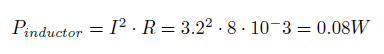 P_{inductor} = I^2 · R = 3.2^2 · 8 · 10^-3 = 0.08W